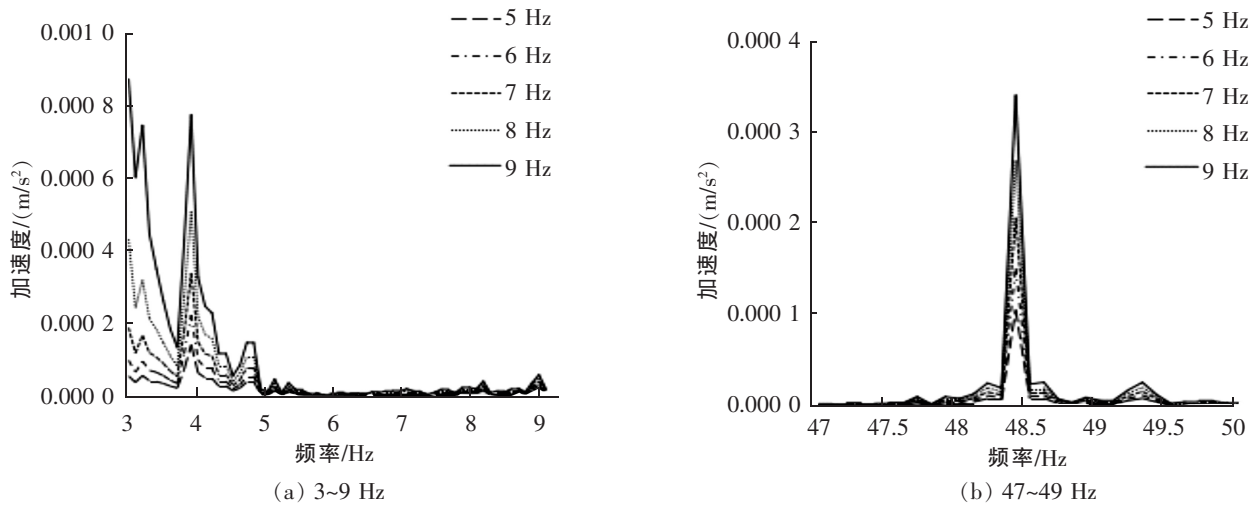 0.001 0
0.000 8
0.000 6
0.000 4
0.000 2
0.000 0
加速度/(m/s²)
3 4 5 6 7 8 9
频率/Hz
5 Hz
6 Hz
7 Hz
8 Hz
9 Hz
(a) 3~9 Hz
0.000 4
0.000 3
0.000 2
0.000 1
0.000 0
加速度/(m/s²)
47 47.5 48 48.5 49 49.5 50
频率/Hz
5 Hz
6 Hz
7 Hz
8 Hz
9 Hz
(b) 47~49 Hz